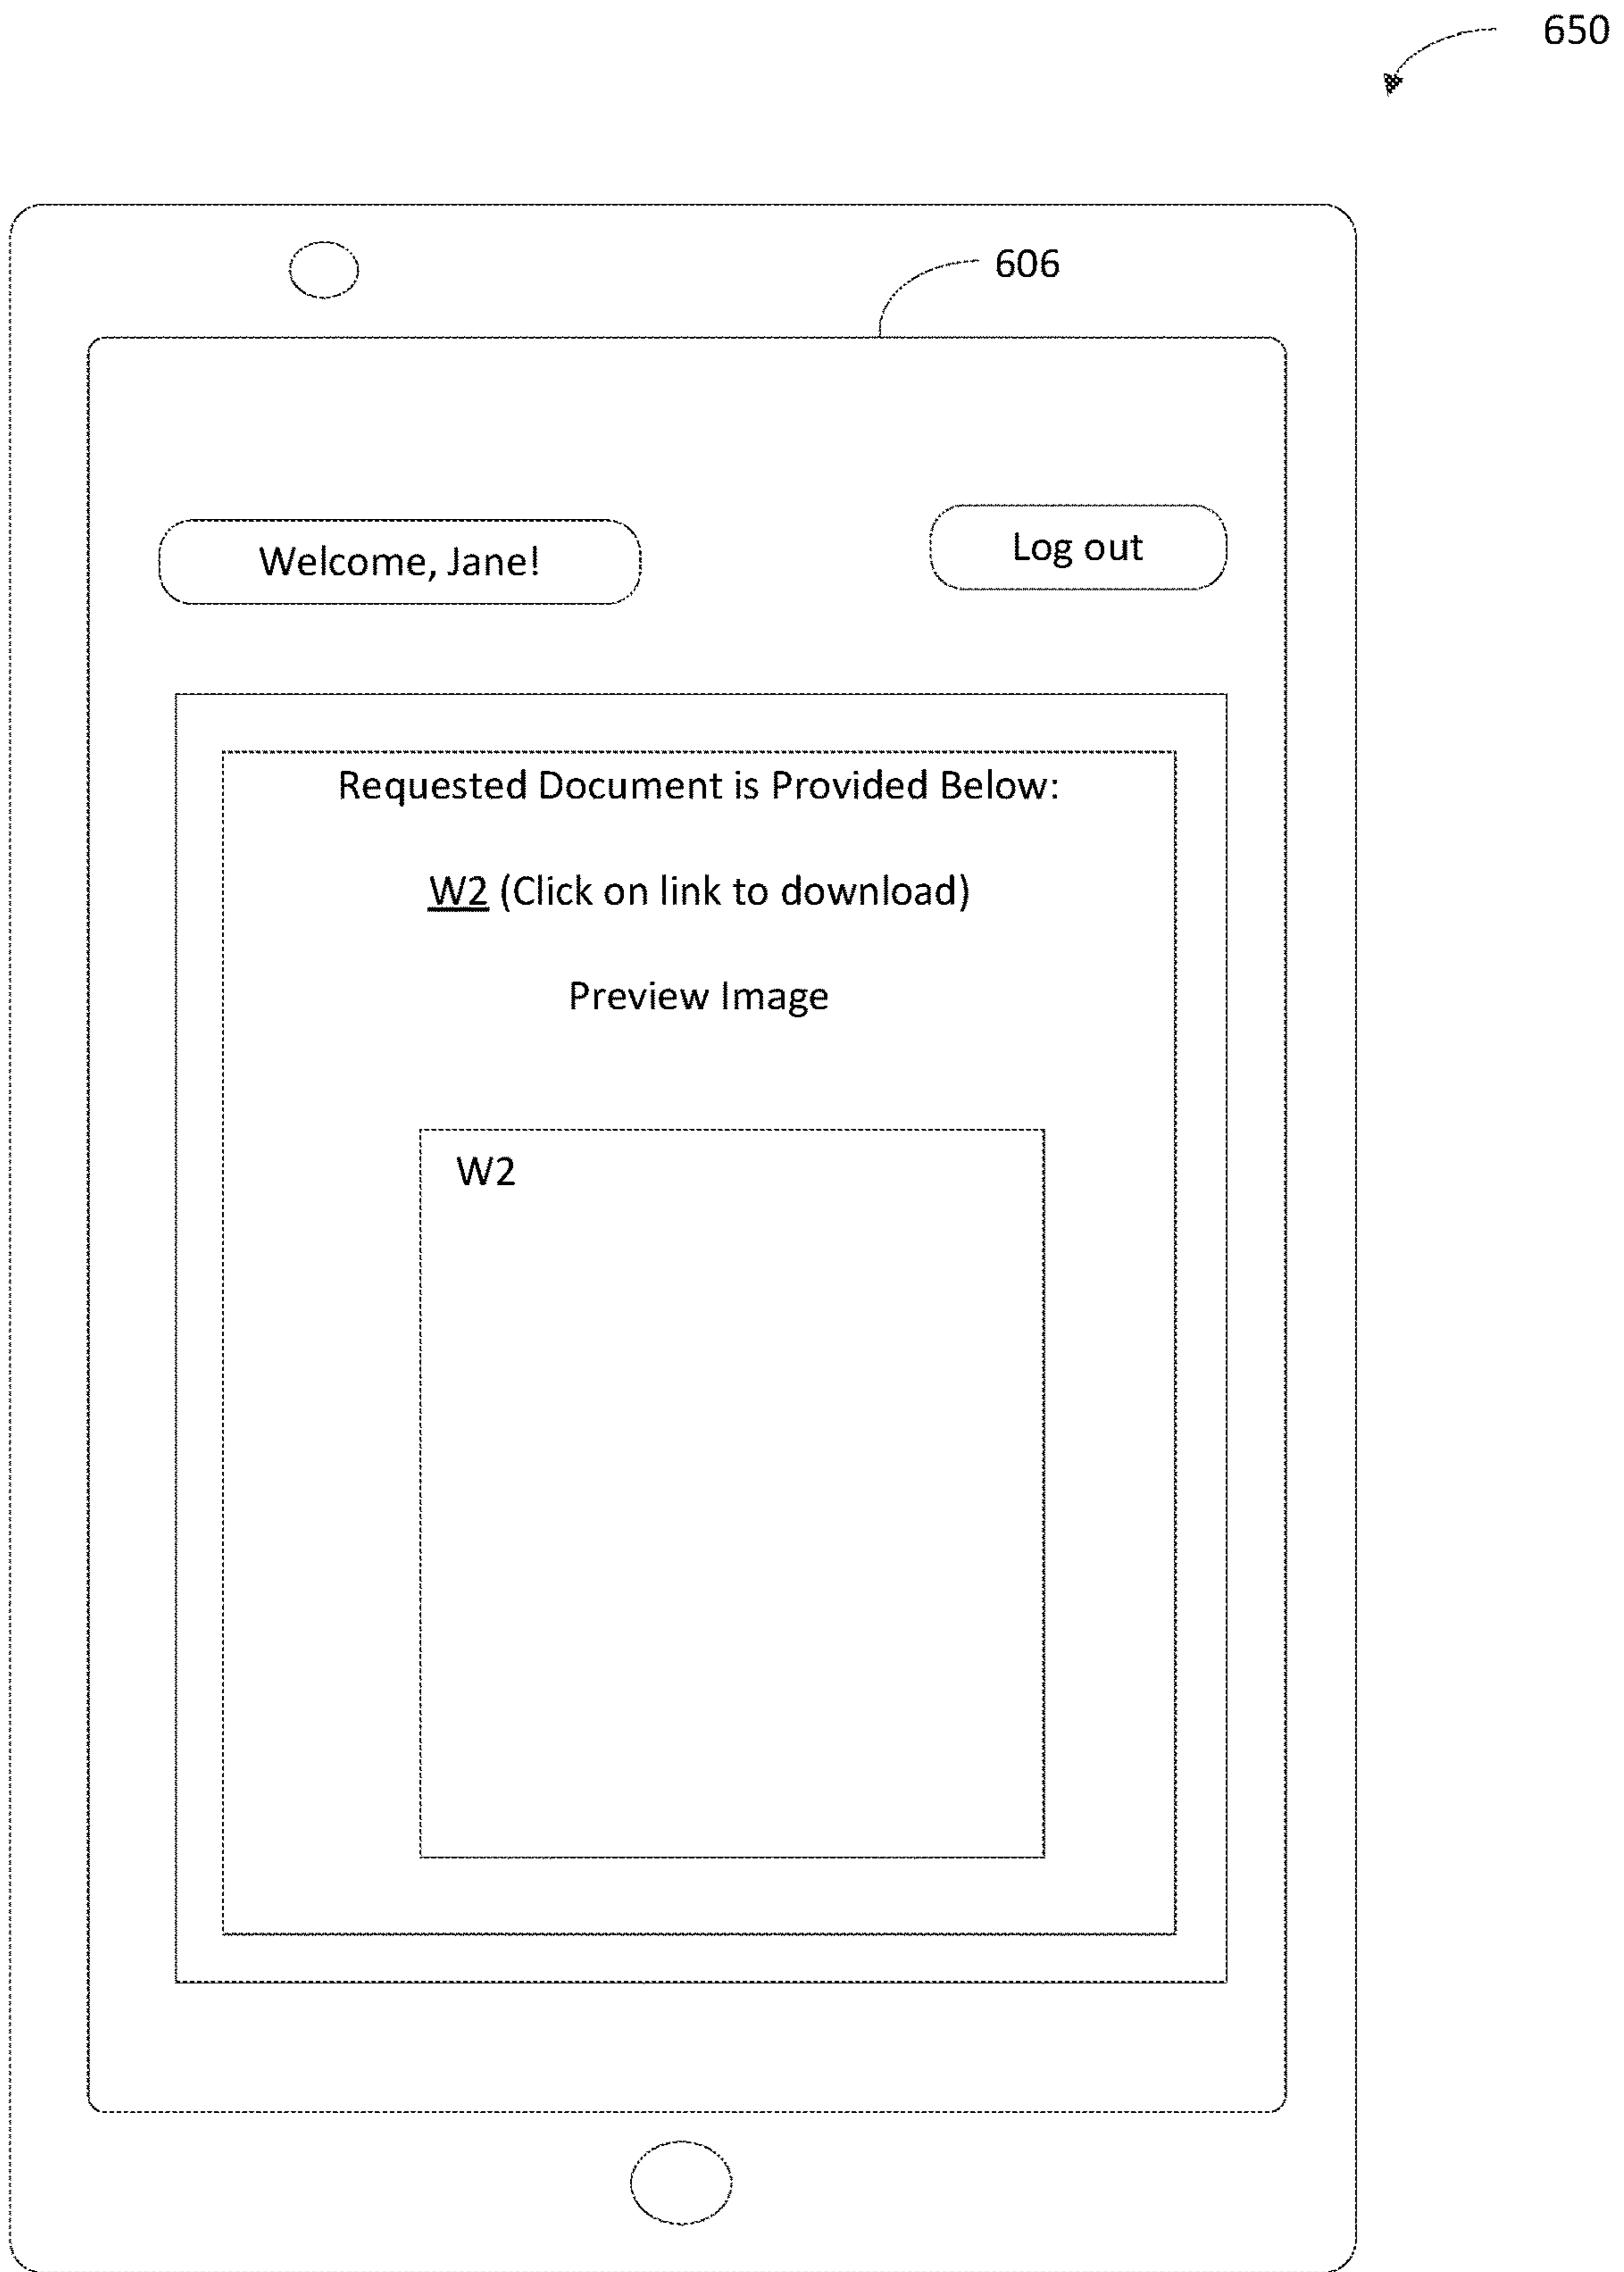 650
606
Welcome, Jane!
Log out
Requested Document is Provided Below:
W2 (Click on link to download)
Preview Image
W2